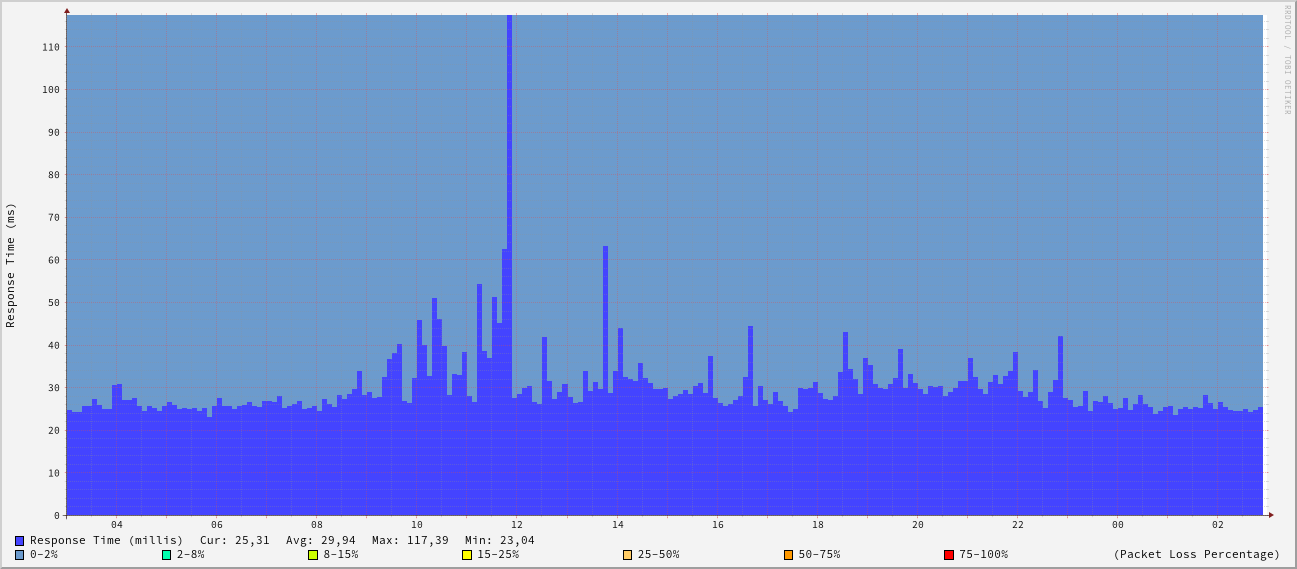 RRDTOOL / TOBI OETIKER
Response Time (ms)
110
100
90
80
70
60
50
40
30
20
10
0
04 06 08 10 12 14 16 18 20 22 00 02
Response Time (millis) Cur: 25,31 Avg: 29,94 Max: 117,39 Min: 23,04
0-2% 2-8% 8-15% 15-25% 25-50% 50-75% 75-100% (Packet Loss Percentage)